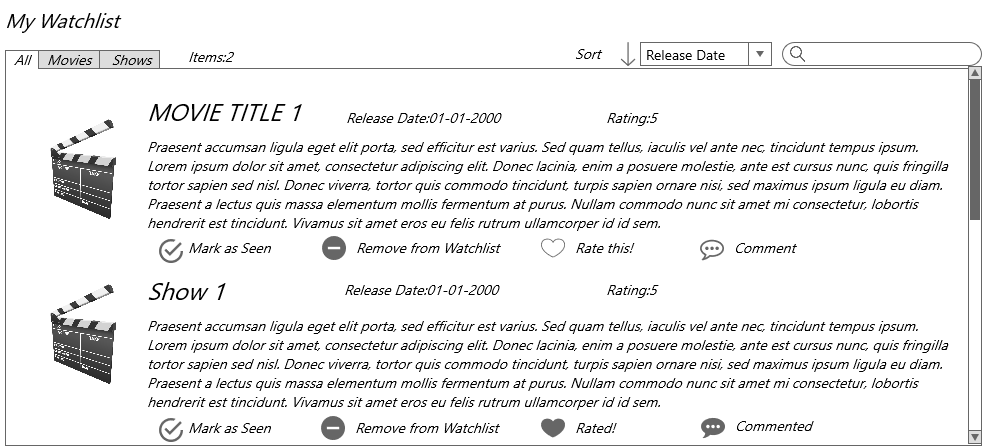 My Watchlist
All Movies Shows Items:2 Sort Release Date
MOVIE TITLE 1 Release Date:01-01-2000 Rating:5
Praesent accumsan ligula eget elit porta, sed efficitur est varius. Sed quam tellus, iaculis vel ante nec, tincidunt tempus ipsum.
Lorem ipsum dolor sit amet, consectetur adipiscing elit. Donec lacinia, enim a posuere molestie, ante est cursus nunc, quis fringilla
tortor sapien sed nisl. Donec viverra, tortor quis commodo tincidunt, turpis sapien ornare nisi, sed maximus ipsum ligula eu diam.
Praesent a lectus quis massa elementum mollis fermentum at purus. Nullam commodo nunc sit amet mi consectetur, lobortis
hendrerit est tincidunt. Vivamus sit amet eros eu felis rutrum ullamcorper id id sem.
Mark as Seen Remove from Watchlist Rate this! Comment
Show 1 Release Date:01-01-2000 Rating:5
Praesent accumsan ligula eget elit porta, sed efficitur est varius. Sed quam tellus, iaculis vel ante nec, tincidunt tempus ipsum.
Lorem ipsum dolor sit amet, consectetur adipiscing elit. Donec lacinia, enim a posuere molestie, ante est cursus nunc, quis fringilla
tortor sapien sed nisl. Donec viverra, tortor quis commodo tincidunt, turpis sapien ornare nisi, sed maximus ipsum ligula eu diam.
Praesent a lectus quis massa elementum mollis fermentum at purus. Nullam commodo nunc sit amet mi consectetur, lobortis
hendrerit est tincidunt. Vivamus sit amet eros eu felis rutrum ullamcorper id id sem.
Mark as Seen Remove from Watchlist Rated! Commented